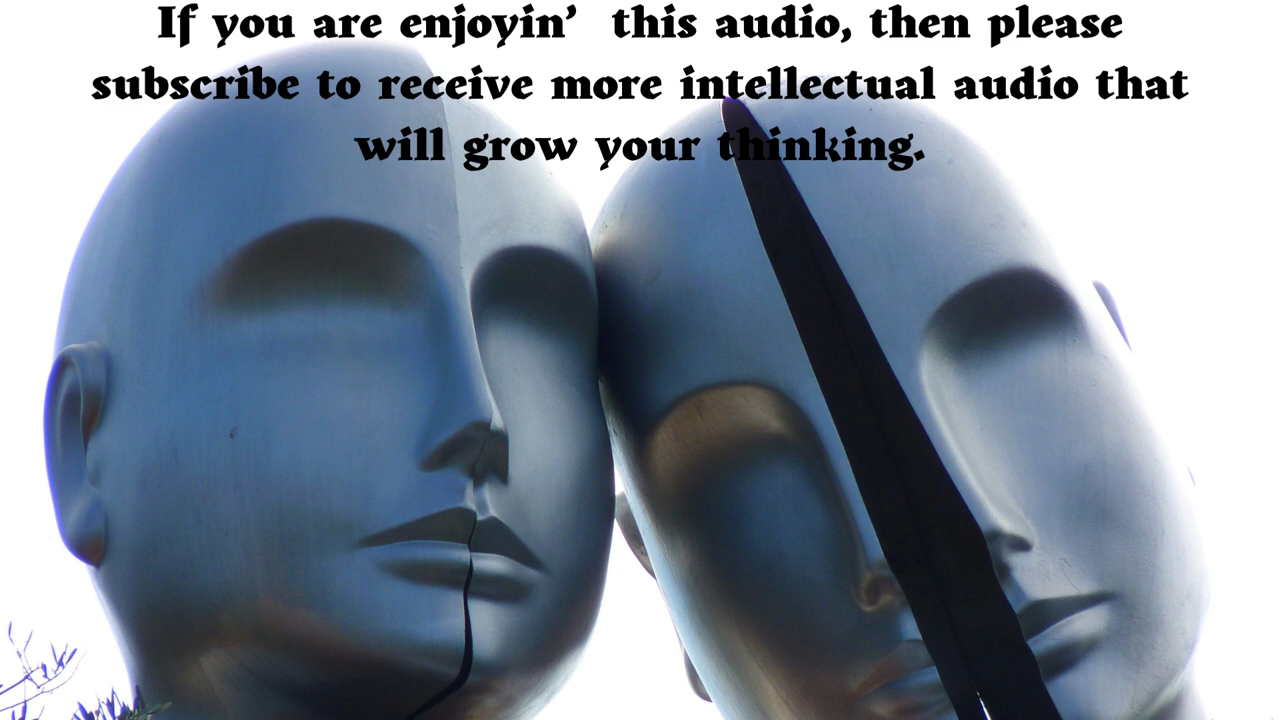 If you are enjoyin’ this audio, then please
subscribe to receive more intellectual audio that
will grow your thinking.